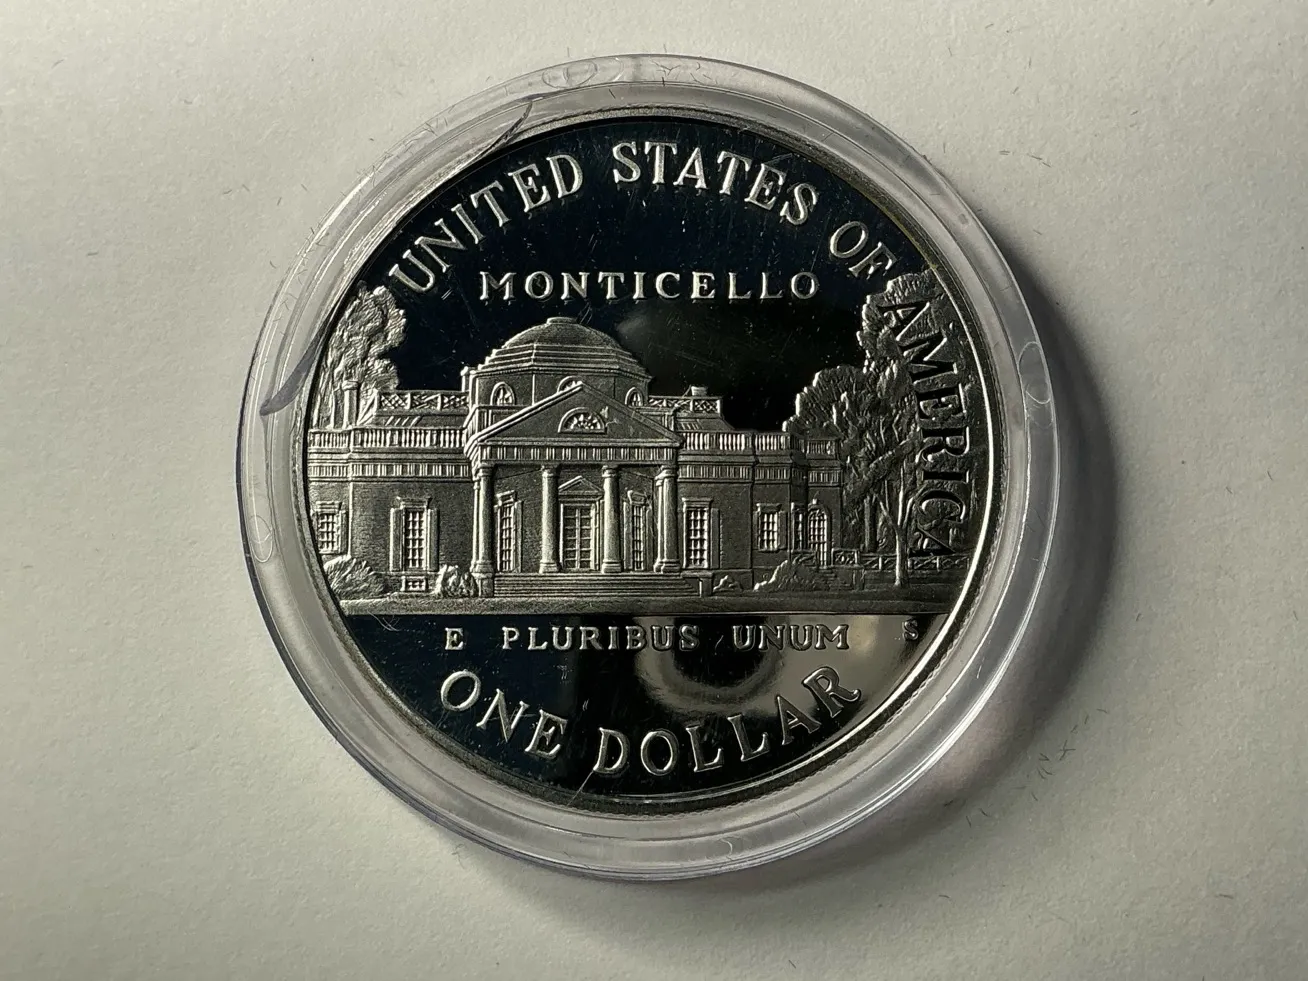 UNITED STATES OF AMERICA
MONTICELLO
E PLURIBUS UNUM S
ONE DOLLAR